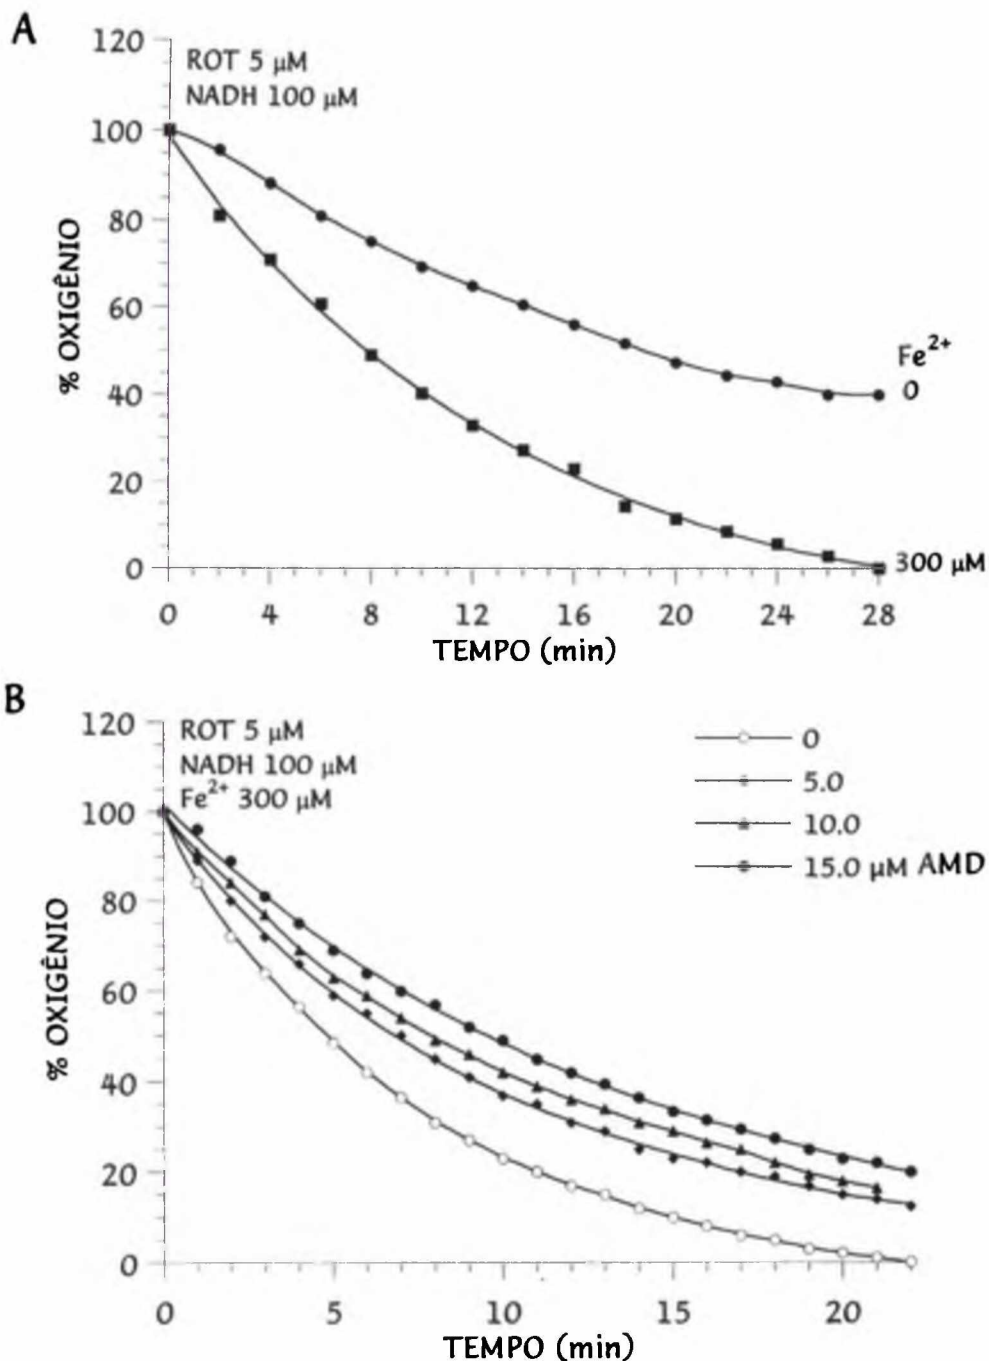 A
120
100
80
60
40
20
0
% OXIGÊNIO
ROT 5 µM
NADH 100 µM
Fe²⁺
0
300 µM
0 4 8 12 16 20 24 28
TEMPO (min)
B
120
100
80
60
40
20
0
% OXIGÊNIO
ROT 5 µM
NADH 100 µM
Fe²⁺ 300 µM
0
5.0
10.0
15.0 µM AMD
0 5 10 15 20
TEMPO (min)